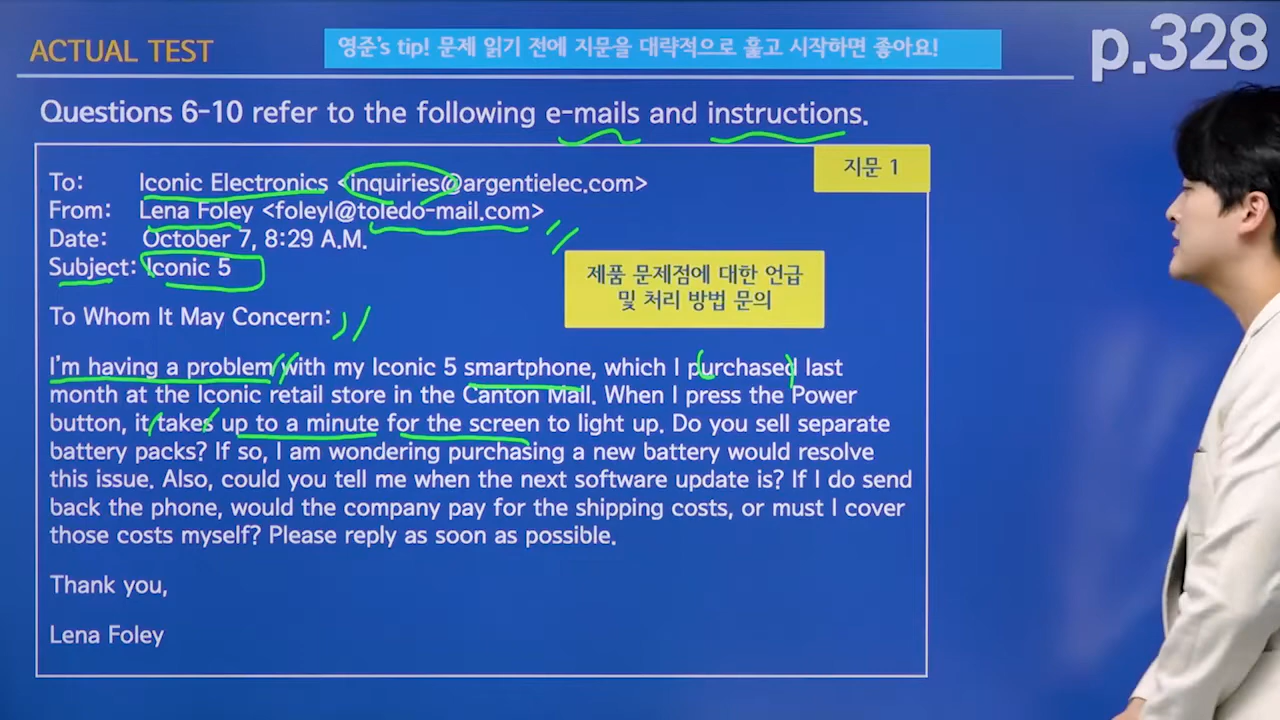 ACTUAL TEST
영준's tip! 문제 읽기 전에 지문을 대략적으로 훑고 시작하면 좋아요!
p.328
Questions 6-10 refer to the following e-mails and instructions.
지문 1
To: Iconic Electronics <inquiries@argentielec.com>
From: Lena Foley <foleyl@toledo-mail.com>
Date: October 7, 8:29 A.M.
Subject: Iconic 5
제품 문제점에 대한 언급
및 처리 방법 문의
To Whom It May Concern:
I'm having a problem with my Iconic 5 smartphone, which I purchased last
month at the Iconic retail store in the Canton Mall. When I press the Power
button, it takes up to a minute for the screen to light up. Do you sell separate
battery packs? If so, I am wondering purchasing a new battery would resolve
this issue. Also, could you tell me when the next software update is? If I do send
back the phone, would the company pay for the shipping costs, or must I cover
those costs myself? Please reply as soon as possible.
Thank you,
Lena Foley